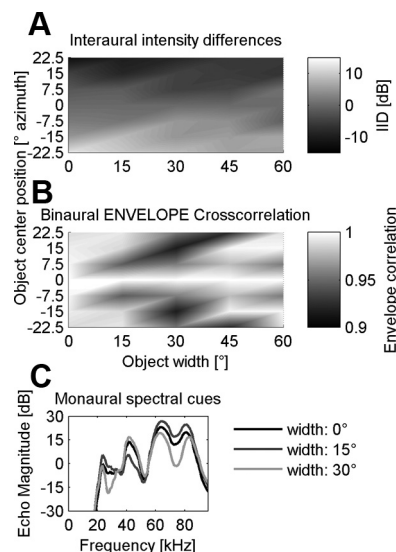 A
Interaural intensity differences
22.5
15
7.5
0
-7.5
-15
-22.5
0 15 30 45 60
10
0
-10
IID [dB]
Object center position [° azimuth]
B
Binaural ENVELOPE Crosscorrelation
22.5
15
7.5
0
-7.5
-15
-22.5
0 15 30 45 60
Object width [°]
1
0.95
0.9
Envelope correlation
C
Monaural spectral cues
Echo Magnitude [dB]
30
15
0
-15
-30
0 20 40 60 80
Frequency [kHz]
width: 0°
width: 15°
width: 30°